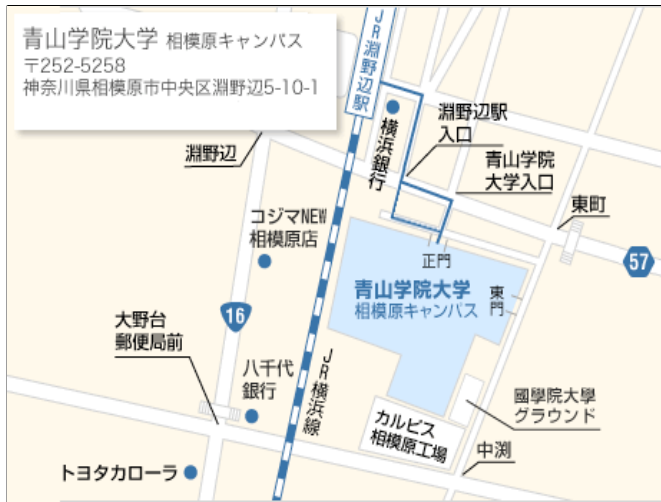 青山学院大学 相模原キャンパス
〒252-5258
神奈川県相模原市中央区淵野辺5-10-1
JR淵野辺駅
横浜銀行
淵野辺駅
入口
淵野辺
青山学院
大学入口
東町
コジマNEW
相模原店
正門
57
青山学院大学
相模原キャンパス
東門
16
大野台
郵便局前
八千代
銀行
JR横浜線
國學院大學
グラウンド
カルピス
相模原工場
中渕
トヨタカローラ